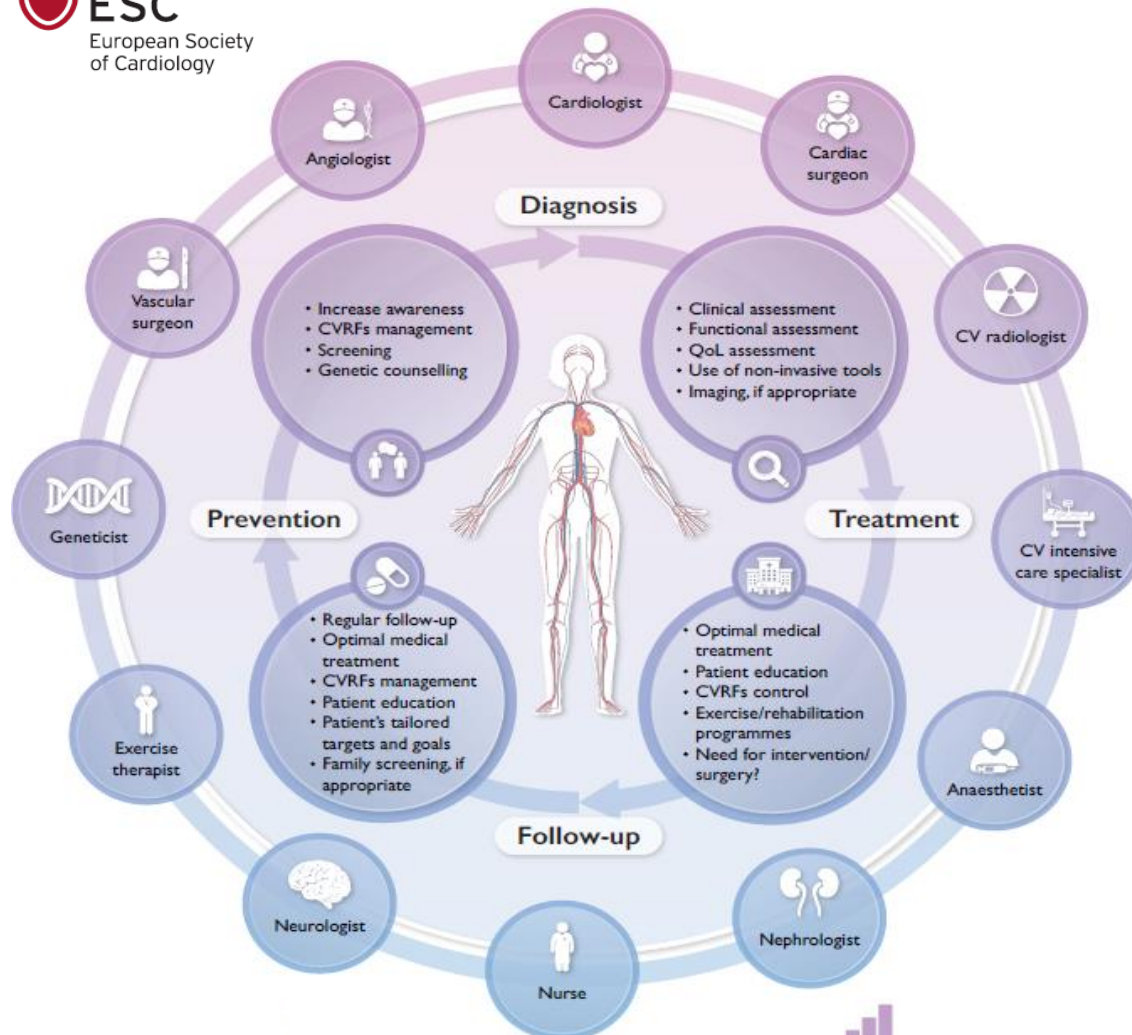 ESC
European Society
of Cardiology
Cardiologist
Angiologist
Cardiac
surgeon
Diagnosis
Vascular
surgeon
• Increase awareness
• CVRFs management
• Screening
• Genetic counselling
• Clinical assessment
• Functional assessment
• QoL assessment
• Use of non-invasive tools
• Imaging, if appropriate
CV radiologist
Geneticist
Prevention
Treatment
CV intensive
care specialist
• Regular follow-up
• Optimal medical
treatment
• CVRFs management
• Patient education
• Patient's tailored
targets and goals
• Family screening, if
appropriate
• Optimal medical
treatment
• Patient education
• CVRFs control
• Exercise/rehabilitation
programmes
• Need for intervention/
surgery?
Exercise
therapist
Anaesthetist
Follow-up
Neurologist
Nephrologist
Nurse